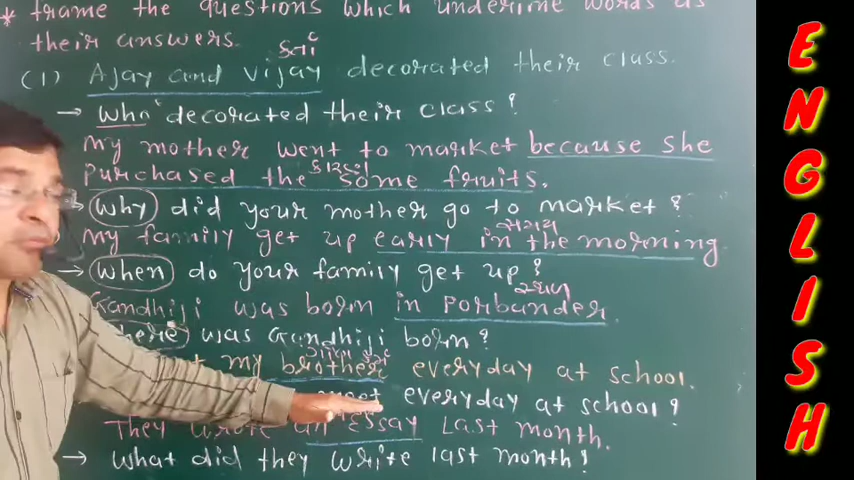 * frame the questions which underline words as
their answers.
(1) Ajay and vijay decorated their class.
→ who decorated their class?
my mother went to market because she
purchased the some fruits.
→ why did your mother go to market?
my family get up early in the morning
→ when do your family get up?
Gandhiji was born in Porbander.
was Gandhiji born?
my brother everyday at school.
meet everyday at school?
They wrote an Essay Last month.
→ what did they write last month?
ENGLISH